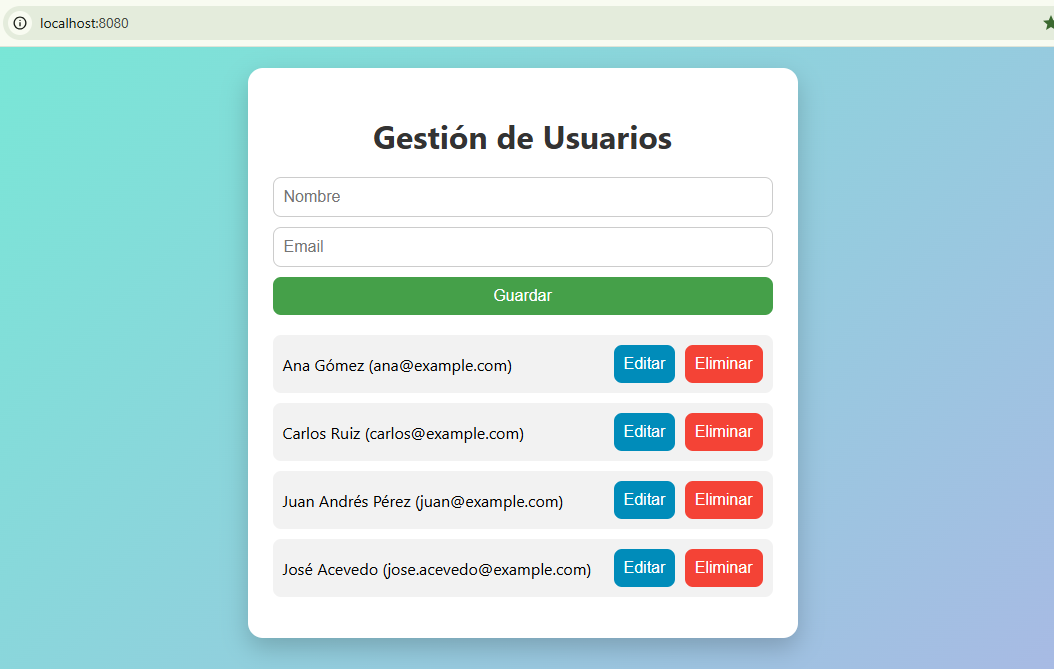 localhost:8080
Gestión de Usuarios
Nombre
Email
Guardar
Ana Gómez (ana@example.com) Editar Eliminar
Carlos Ruiz (carlos@example.com) Editar Eliminar
Juan Andrés Pérez (juan@example.com) Editar Eliminar
José Acevedo (jose.acevedo@example.com) Editar Eliminar